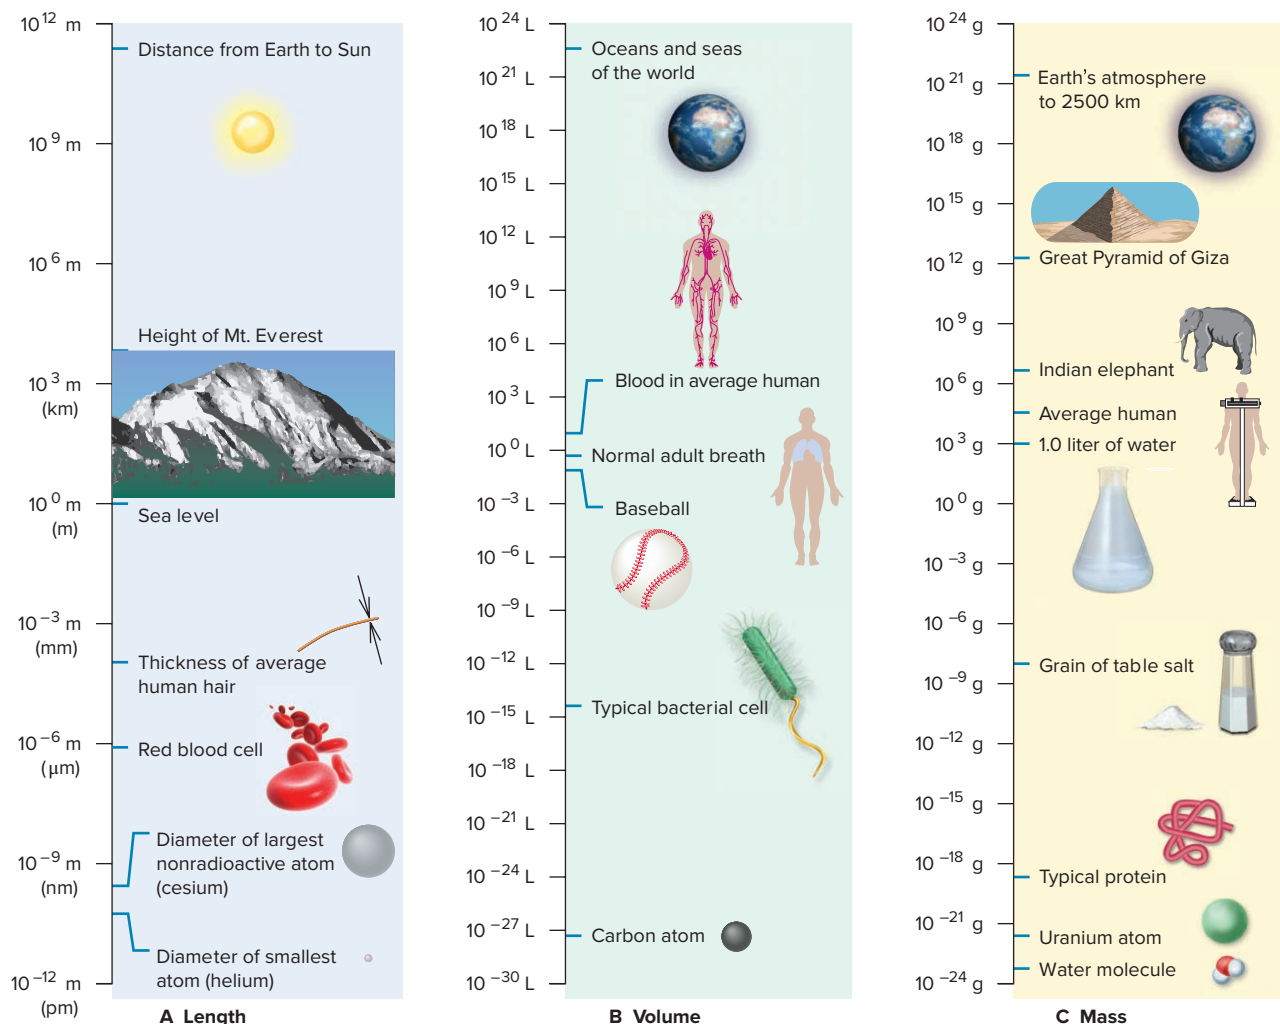 10¹² m
Distance from Earth to Sun
10⁹ m
10⁶ m
Height of Mt. Everest
10³ m
(km)
10⁰ m
(m)
Sea level
10⁻³ m
(mm)
Thickness of average
human hair
10⁻⁶ m
(μm)
Red blood cell
Diameter of largest
nonradioactive atom
(cesium)
10⁻⁹ m
(nm)
Diameter of smallest
atom (helium)
10⁻¹² m
(pm)
A Length
10²⁴ L
Oceans and seas
of the world
10²¹ L
10¹⁸ L
10¹⁵ L
10¹² L
10⁹ L
10⁶ L
Blood in average human
10³ L
10⁰ L
Normal adult breath
10⁻³ L
Baseball
10⁻⁶ L
10⁻⁹ L
10⁻¹² L
Typical bacterial cell
10⁻¹⁵ L
10⁻¹⁸ L
10⁻²¹ L
10⁻²⁴ L
10⁻²⁷ L
Carbon atom
10⁻³⁰ L
B Volume
10²⁴ g
Earth's atmosphere
to 2500 km
10²¹ g
10¹⁸ g
10¹⁵ g
Great Pyramid of Giza
10¹² g
10⁹ g
Indian elephant
10⁶ g
Average human
1.0 liter of water
10³ g
10⁰ g
10⁻³ g
10⁻⁶ g
Grain of table salt
10⁻⁹ g
10⁻¹² g
10⁻¹⁵ g
10⁻¹⁸ g
Typical protein
10⁻²¹ g
Uranium atom
Water molecule
10⁻²⁴ g
C Mass